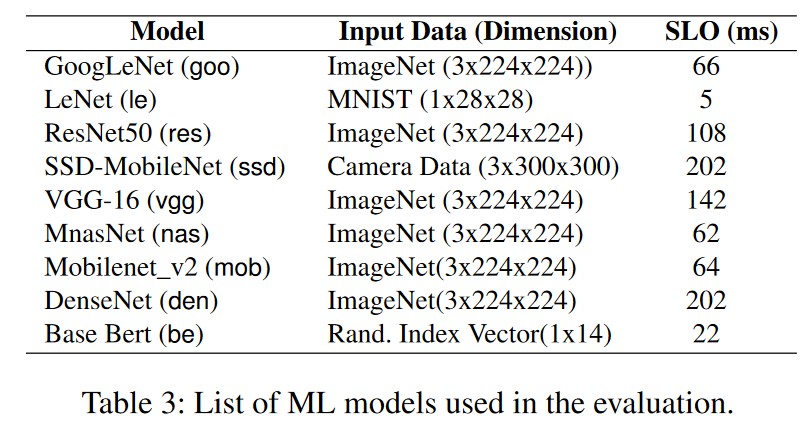 Model Input Data (Dimension) SLO (ms)
GoogLeNet (goo) ImageNet (3x224x224)) 66
LeNet (le) MNIST (1x28x28) 5
ResNet50 (res) ImageNet (3x224x224) 108
SSD-MobileNet (ssd) Camera Data (3x300x300) 202
VGG-16 (vgg) ImageNet (3x224x224) 142
MnasNet (nas) ImageNet (3x224x224) 62
Mobilenet_v2 (mob) ImageNet(3x224x224) 64
DenseNet (den) ImageNet(3x224x224) 202
Base Bert (be) Rand. Index Vector(1x14) 22
Table 3: List of ML models used in the evaluation.